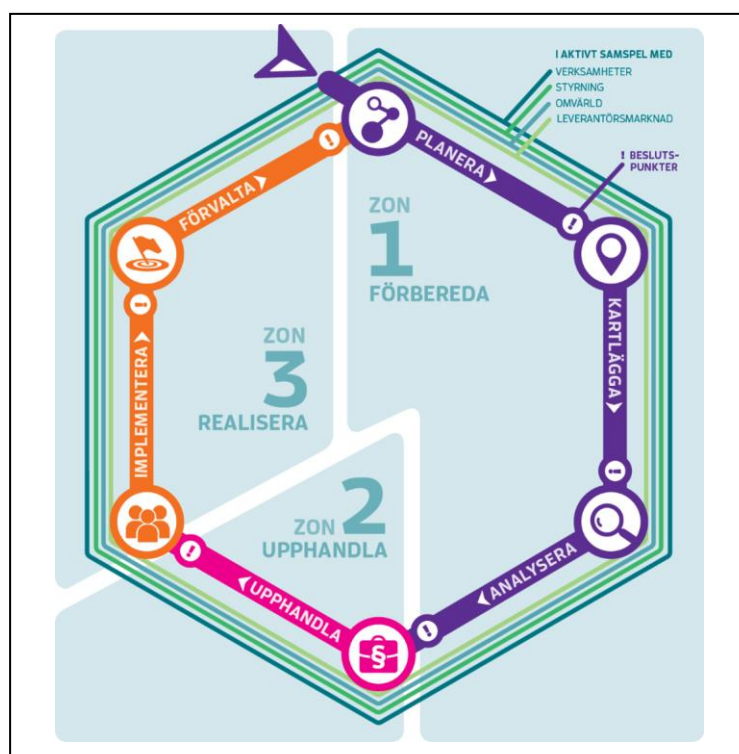 I AKTIVT SAMSPEL MED
VERKSAMHETER
STYRNING
OMVÄRLD
LEVERANTÖRSMARKNAD
! BESLUTS-
PUNKTER
PLANERA
!
KARTLÄGGA
!
ANALYSERA
!
§
UPPHANDLA
!
IMPLEMENTERA
!
FÖRVALTA
!
ZON
1
FÖRBEREDA
ZON
3
REALISERA
ZON 2
UPPHANDLA